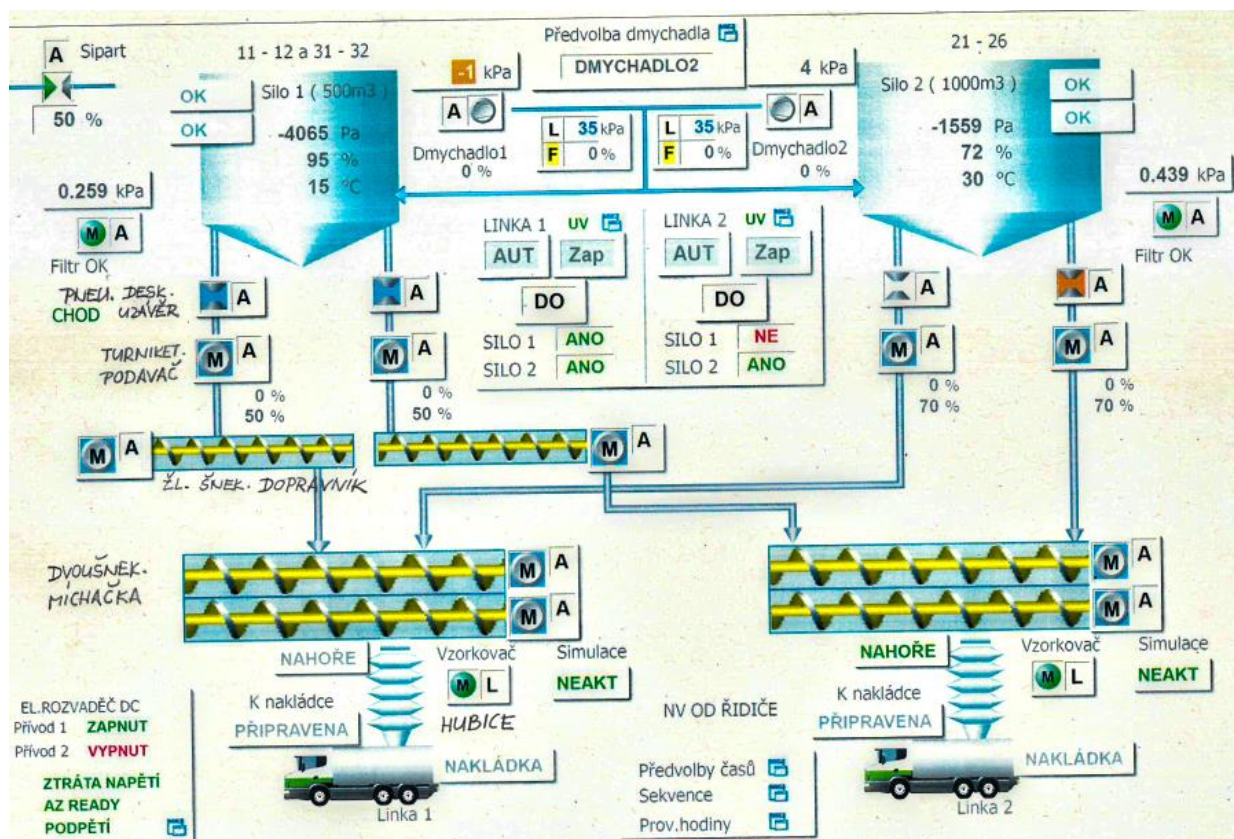 A Sipart
50 %
11 - 12 a 31 - 32
OK
OK
Silo 1 ( 500m3 )
-4065 Pa
95 %
15 °C
0.259 kPa
M A
Filtr OK
-1 kPa
A
Dmychadlo1
0 %
Předvolba dmychadla
DMYCHADLO2
L 35 kPa
F 0 %
L 35 kPa
F 0 %
4 kPa
A
Dmychadlo2
0 %
21 - 26
Silo 2 ( 1000m3 )
OK
OK
-1559 Pa
72 %
30 °C
0.439 kPa
M A
Filtr OK
LINKA 1 UV
AUT Zap
DO
SILO 1 ANO
SILO 2 ANO
LINKA 2 UV
AUT Zap
DO
SILO 1 NE
SILO 2 ANO
PNEU. DESK.
CHOD UZÁVĚR
A
A
A
A
TURNIKET.
PODAVAČ
M A
M A
M A
M A
0 %
50 %
0 %
50 %
0 %
70 %
0 %
70 %
M A
M A
ŽL. ŠNEK. DOPRAVNÍK
DVOUŠNEK.
MÍCHAČKA
M A
M A
M A
M A
NAHOŘE
Vzorkovač
M L
Simulace
NEAKT
K nakládce
PŘIPRAVENA
HUBICE
NAKLÁDKA
Linka 1
EL.ROZVADĚČ DC
Přívod 1 ZAPNUT
Přívod 2 VYPNUT
ZTRÁTA NAPĚTÍ
AZ READY
PODPĚTÍ
NV OD ŘIDIČE
Předvolby časů
Sekvence
Prov.hodiny
NAHOŘE
Vzorkovač
M L
Simulace
NEAKT
K nakládce
PŘIPRAVENA
NAKLÁDKA
Linka 2